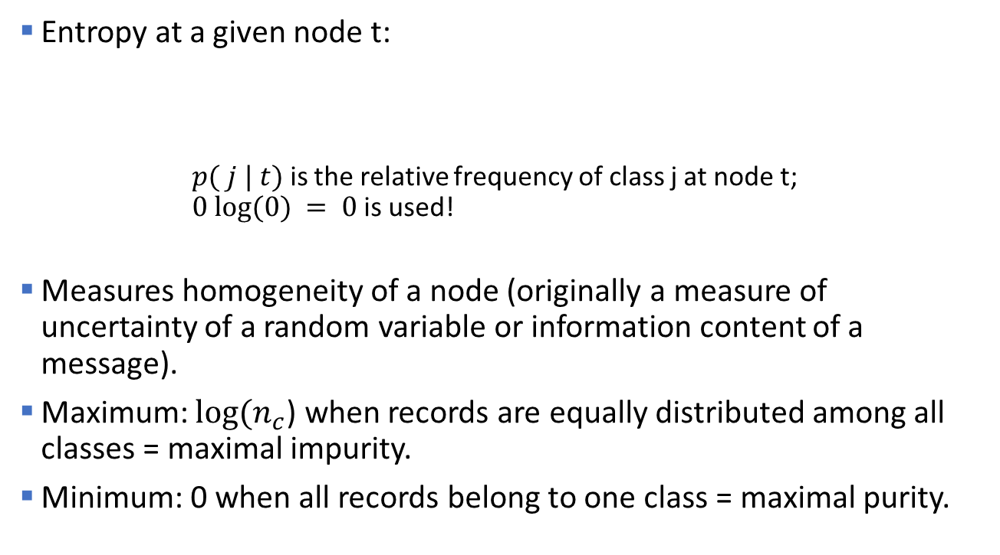 ▪ Entropy at a given node t:
p( j | t) is the relative frequency of class j at node t;
0 log(0) = 0 is used!
▪ Measures homogeneity of a node (originally a measure of
uncertainty of a random variable or information content of a
message).
▪ Maximum: log(n_c) when records are equally distributed among all
classes = maximal impurity.
▪ Minimum: 0 when all records belong to one class = maximal purity.